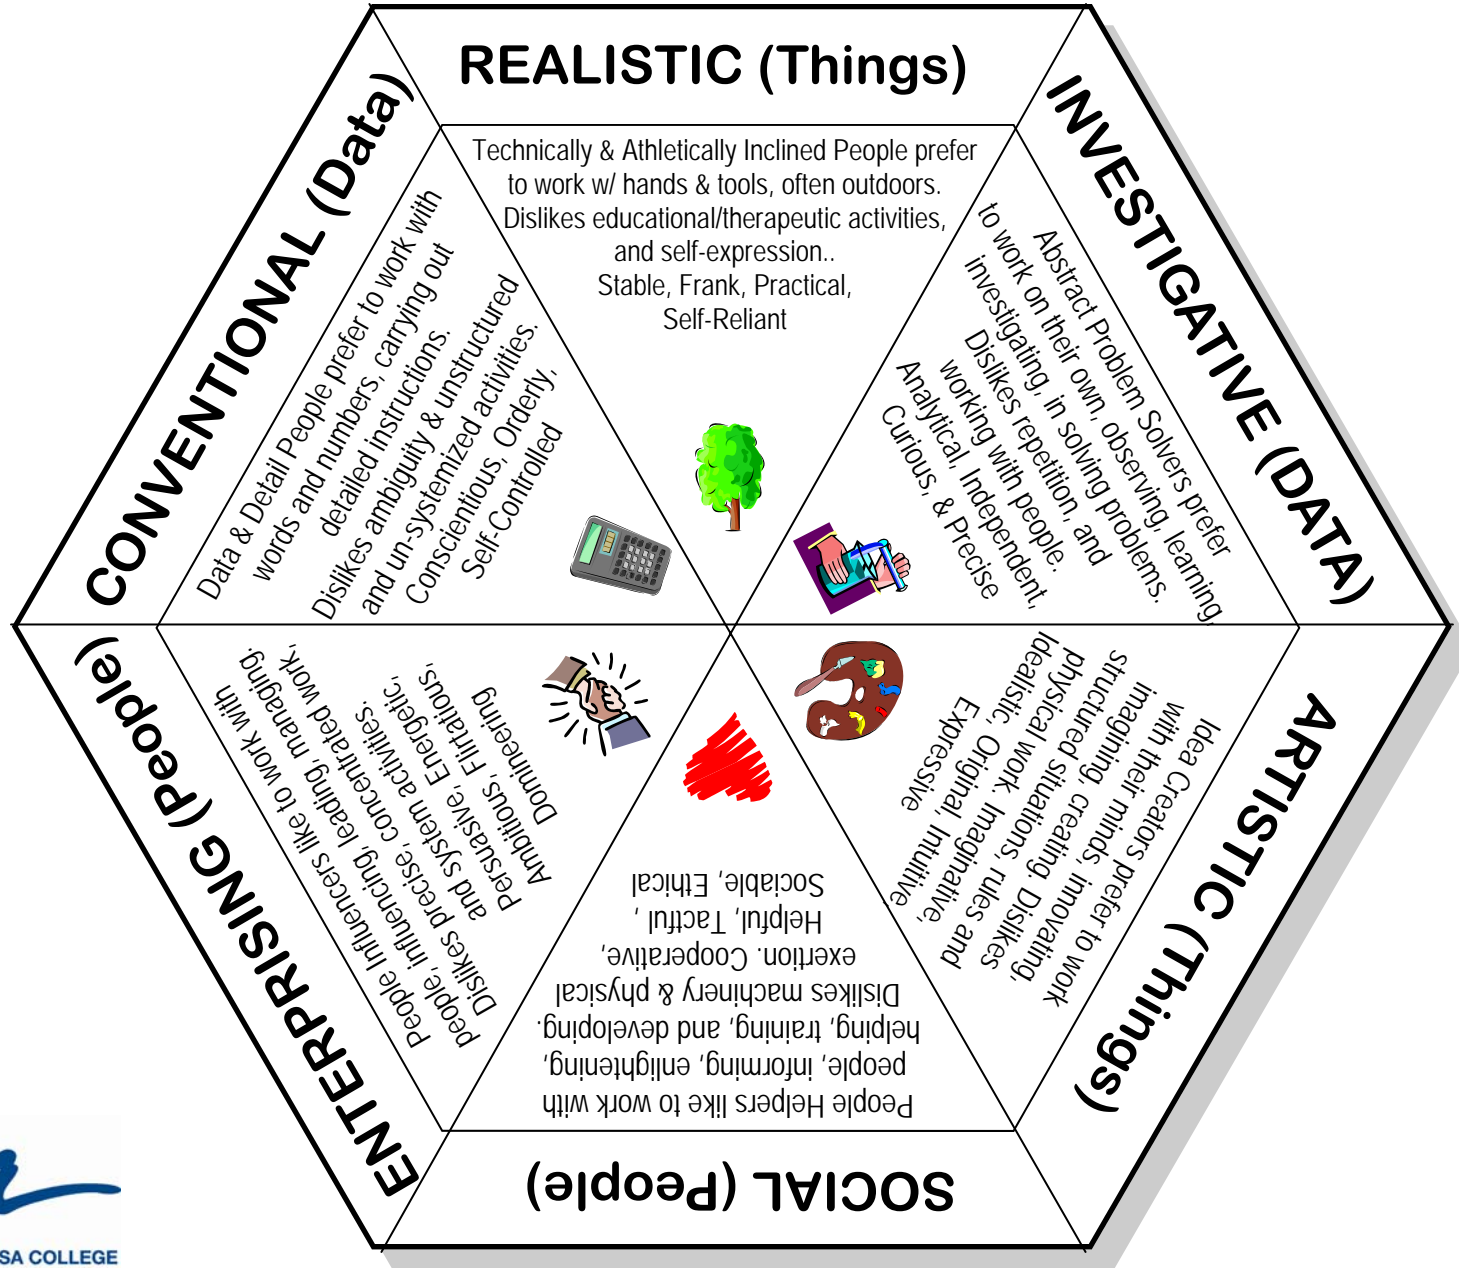 REALISTIC (Things)
Technically & Athletically Inclined People prefer
to work w/ hands & tools, often outdoors.
Dislikes educational/therapeutic activities,
and self-expression..
Stable, Frank, Practical,
Self-Reliant
INVESTIGATIVE (DATA)
Abstract Problem Solvers prefer
to work on their own, observing, learning,
investigating, in solving problems.
Dislikes repetition, and
working with people.
Analytical, Independent,
Curious, & Precise
ARTISTIC (Things)
Idea Creators prefer to work
with their minds, innovating,
imagining, creating. Dislikes
structured situations, rules and
physical work. Imaginative,
Idealistic, Original, Intuitive,
Expressive
SOCIAL (People)
People Helpers like to work with
people, informing, enlightening,
helping, training, and developing.
Dislikes machinery & physical
exertion. Cooperative,
Helpful, Tactful ,
Sociable, Ethical
ENTERPRISING (People)
People Influencers like to work with
people, influencing, leading, managing.
Dislikes precise, concentrated work,
and system activities.
Persuasive, Energetic,
Ambitious, Flirtatious,
Domineering
CONVENTIONAL (Data)
Data & Detail People prefer to work with
words and numbers, carrying out
detailed instructions.
Dislikes ambiguity & unstructured
and un-systemized activities.
Conscientious, Orderly,
Self-Controlled
SA COLLEGE